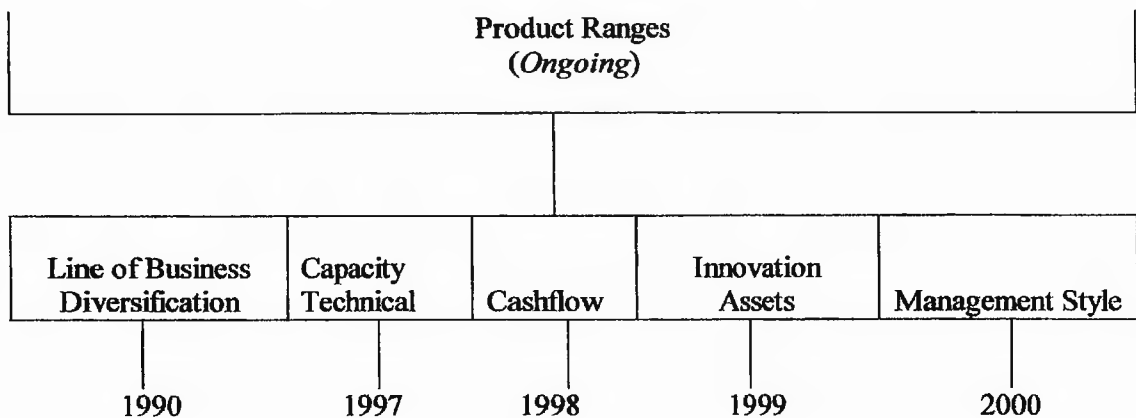 Product Ranges
(Ongoing)
Line of Business
Diversification
Capacity
Technical
Cashflow
Innovation
Assets
Management Style
1990
1997
1998
1999
2000